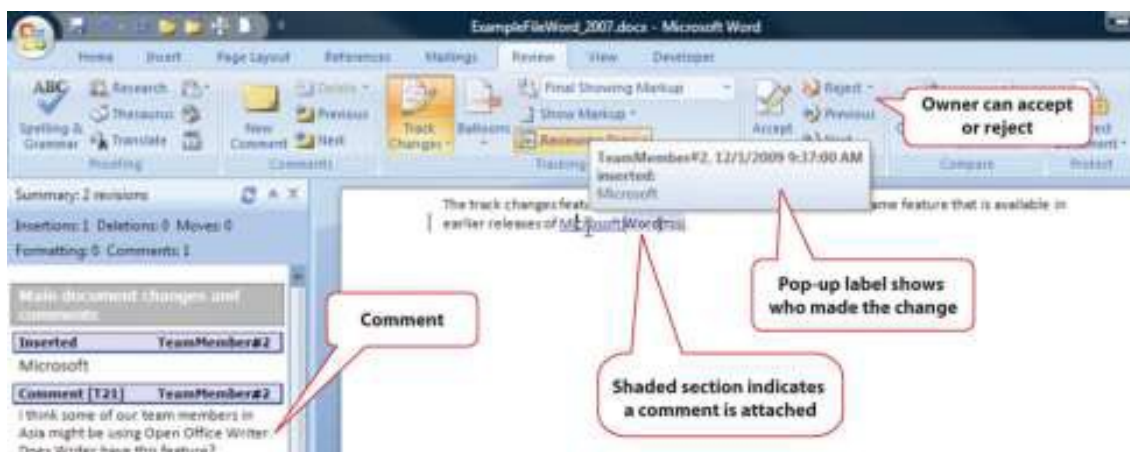 ExampleFileWord_2007.docx - Microsoft Word
Home Insert Page Layout References Mailings Review View Developer
ABC
Research
Thesaurus
Translate
Spelling &
Grammar
Proofing
New
Comment
Delete
Previous
Next
Comments
Track
Changes
Balloons
Final Showing Markup
Show Markup
Tracking
Accept
Reject
Previous
Compare
Protect
Owner can accept
or reject
TeamMember#2, 12/1/2009 9:37:00 AM
inserted:
Microsoft
Summary: 2 revisions
Insertions: 1 Deletions: 0 Moves: 0
Formatting: 0 Comments: 1
Main document changes and
comments
Inserted TeamMember#2
Microsoft
Comment [T21] TeamMember#2
I think some of our team members in
Asia might be using Open Office Writer.
Does Writer have this feature?
The track changes ame feature that is available in
earlier releases of Microsoft Word
Comment
Pop-up label shows
who made the change
Shaded section indicates
a comment is attached